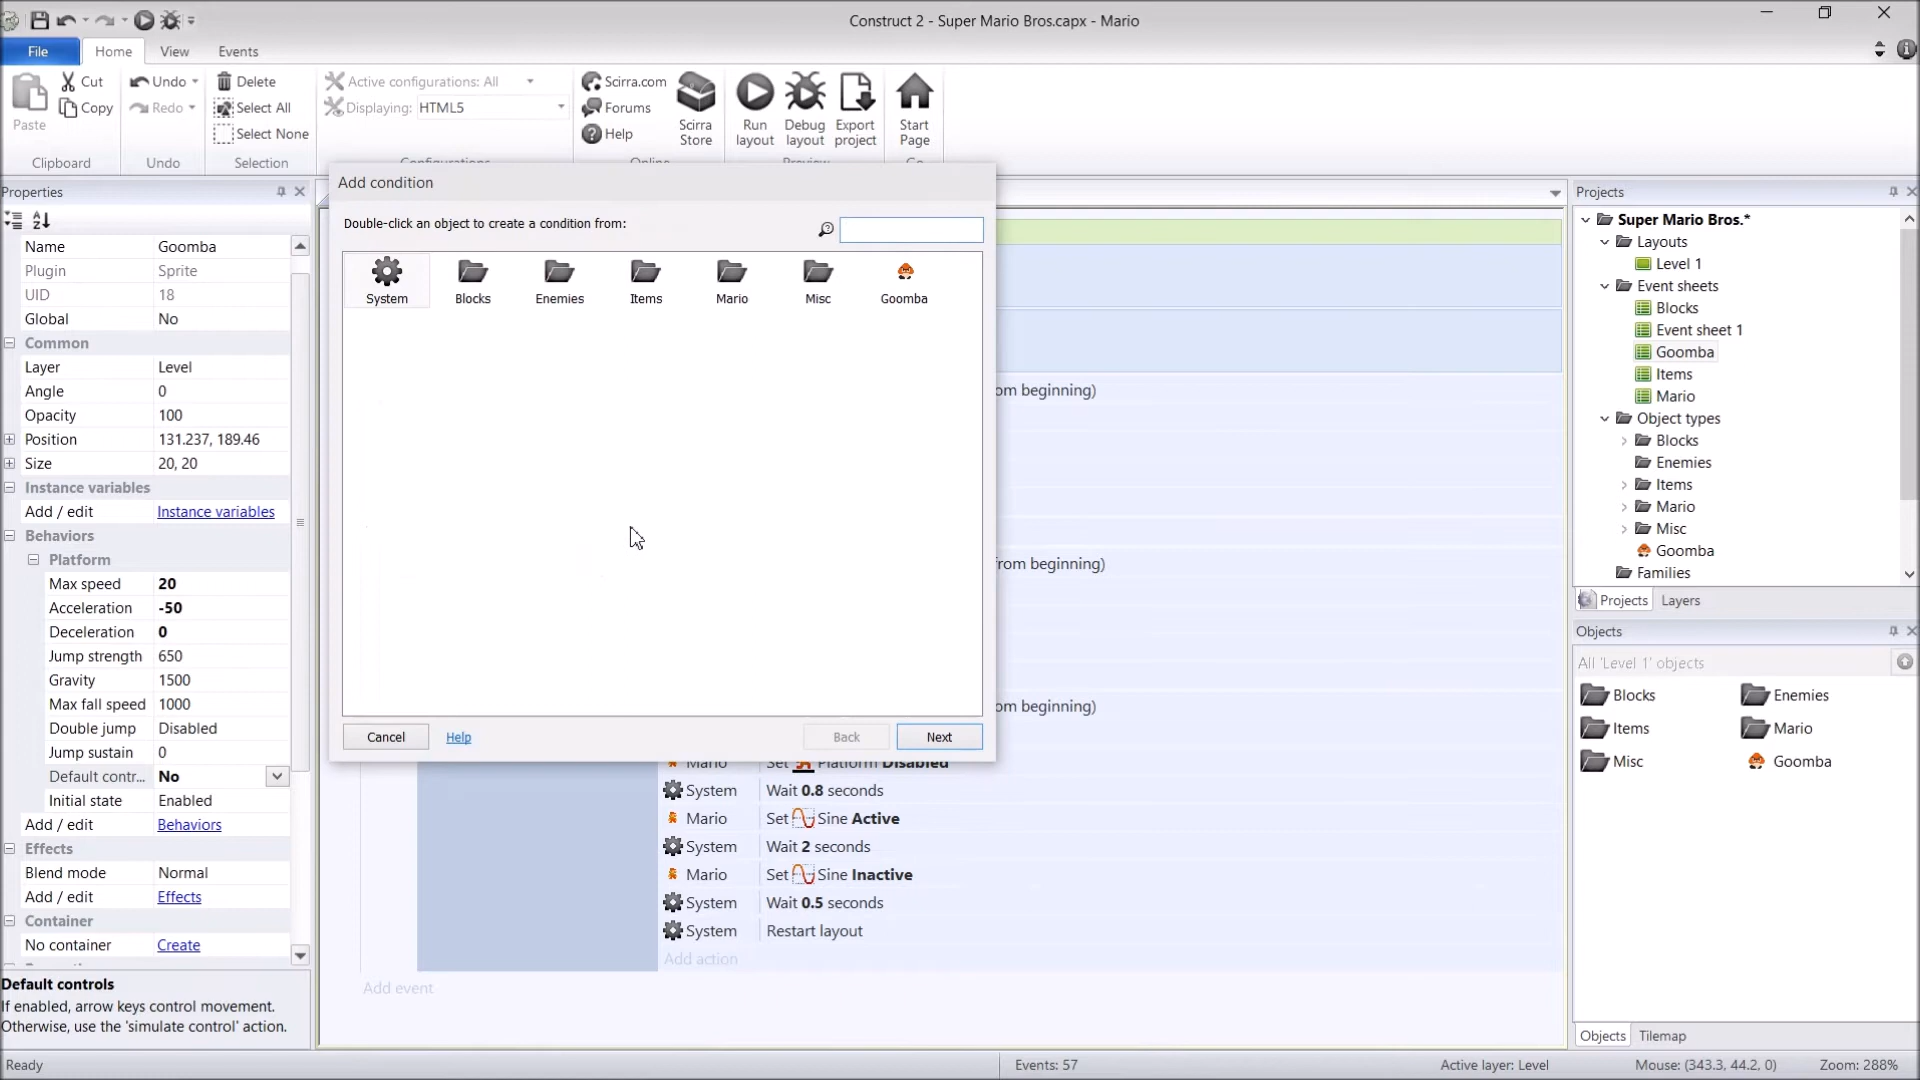 Construct 2 - Super Mario Bros.capx - Mario
File
Home
View
Events
Paste
Cut
Copy
Clipboard
Undo
Redo
Undo
Delete
Select All
Select None
Selection
Active configurations: All
Displaying: HTML5
Configurations
Scirra.com
Forums
Help
Scirra Store
Online
Run layout
Debug layout
Export project
Preview
Start Page
Go
Properties
Name Goomba
Plugin Sprite
UID 18
Global No
Common
Layer Level
Angle 0
Opacity 100
Position 131.237, 189.46
Size 20, 20
Instance variables
Add / edit Instance variables
Behaviors
Platform
Max speed 20
Acceleration -50
Deceleration 0
Jump strength 650
Gravity 1500
Max fall speed 1000
Double jump Disabled
Jump sustain 0
Default contr... No
Initial state Enabled
Add / edit Behaviors
Effects
Blend mode Normal
Add / edit Effects
Container
No container Create
Default controls
If enabled, arrow keys control movement.
Otherwise, use the 'simulate control' action.
Add condition
Double-click an object to create a condition from:
System
Blocks
Enemies
Items
Mario
Misc
Goomba
Cancel
Help
Back
Next
om beginning)
from beginning)
om beginning)
Mario Set Platform Disabled
System Wait 0.8 seconds
Mario Set Sine Active
System Wait 2 seconds
Mario Set Sine Inactive
System Wait 0.5 seconds
System Restart layout
Add action
Add event
Projects
Super Mario Bros.*
Layouts
Level 1
Event sheets
Blocks
Event sheet 1
Goomba
Items
Mario
Object types
Blocks
Enemies
Items
Mario
Misc
Goomba
Families
Projects
Layers
Objects
All 'Level 1' objects
Blocks
Enemies
Items
Mario
Misc
Goomba
Objects
Tilemap
Ready
Events: 57
Active layer: Level
Mouse: (343.3, 44.2, 0)
Zoom: 288%